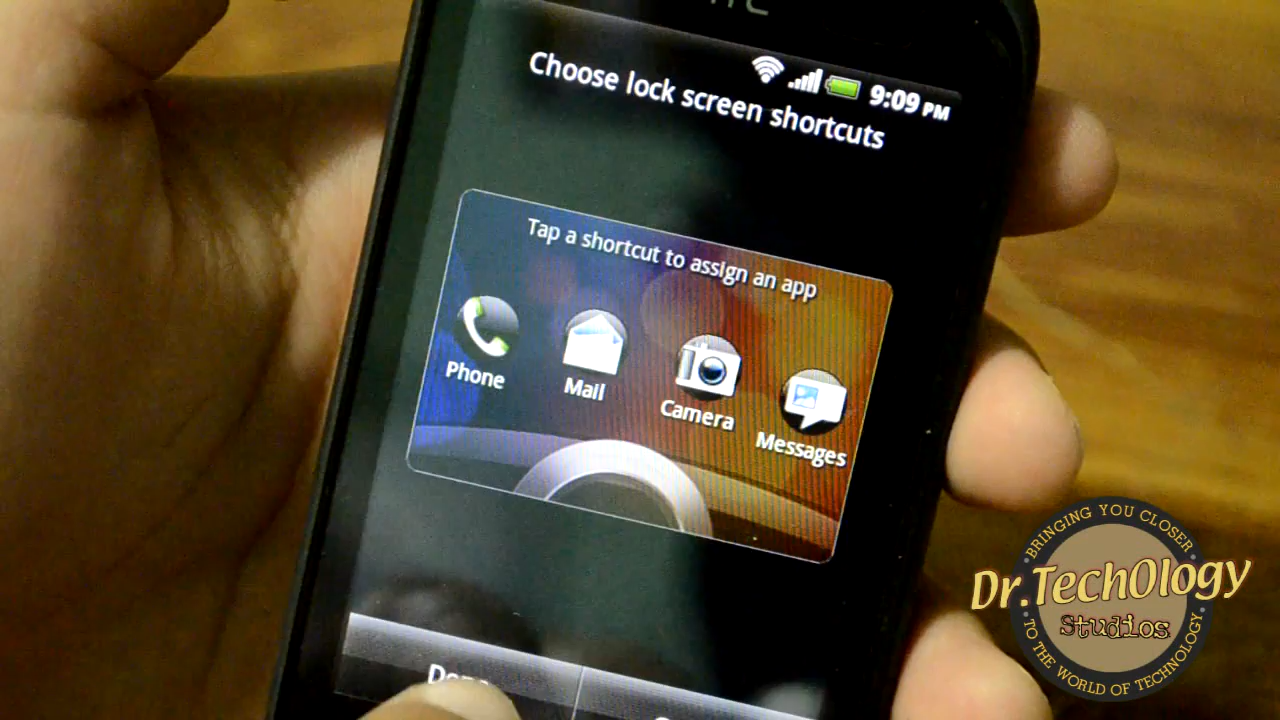 9:09 PM
Choose lock screen shortcuts
Tap a shortcut to assign an app
Phone
Mail
Camera
Messages
BRINGING YOU CLOSER
Dr.TechOlogy
Studios
TO THE WORLD OF TECHNOLOGY